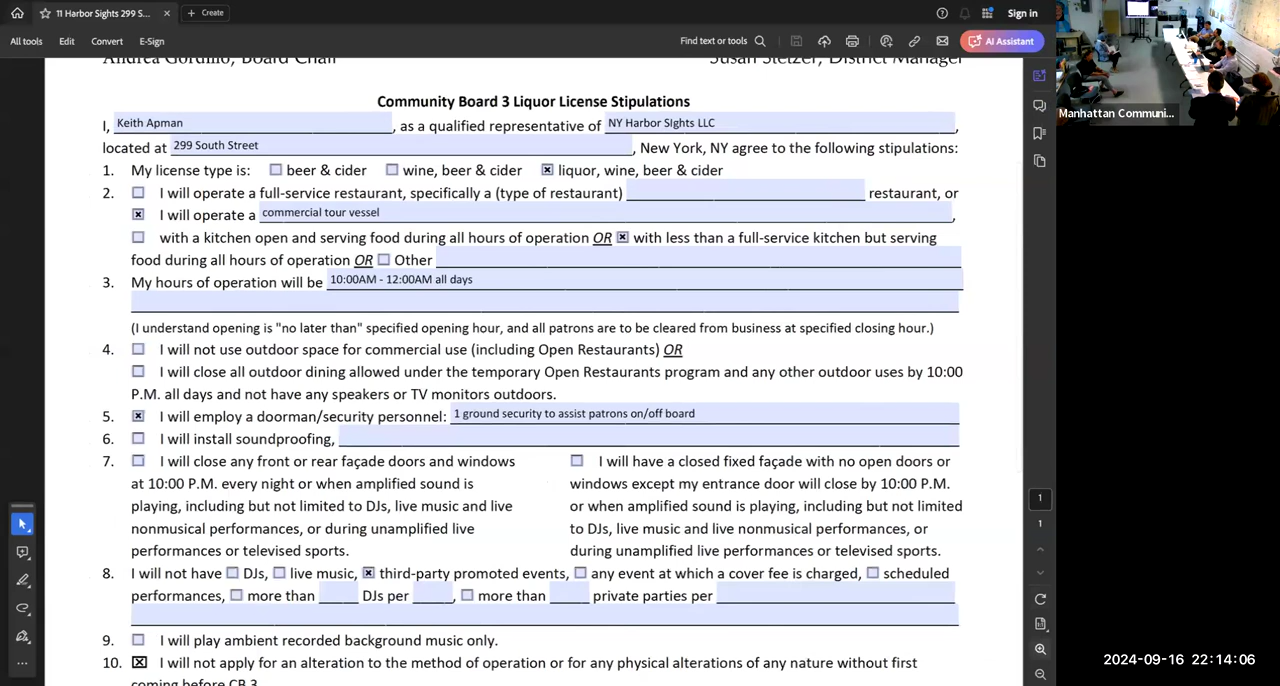 11 Harbor Sights 299 S...
Create
Sign in
All tools
Edit
Convert
E-Sign
Find text or tools
AI Assistant
Andrea Gordillo, Board Chair
Susan Stetzer, District Manager
Community Board 3 Liquor License Stipulations
I, Keith Apman, as a qualified representative of NY Harbor SIghts LLC,
located at 299 South Street, New York, NY agree to the following stipulations:
1. My license type is: beer & cider wine, beer & cider liquor, wine, beer & cider
2. I will operate a full-service restaurant, specifically a (type of restaurant) restaurant, or
I will operate a commercial tour vessel,
with a kitchen open and serving food during all hours of operation OR with less than a full-service kitchen but serving
food during all hours of operation OR Other
3. My hours of operation will be 10:00AM - 12:00AM all days
(I understand opening is "no later than" specified opening hour, and all patrons are to be cleared from business at specified closing hour.)
4. I will not use outdoor space for commercial use (including Open Restaurants) OR
I will close all outdoor dining allowed under the temporary Open Restaurants program and any other outdoor uses by 10:00
P.M. all days and not have any speakers or TV monitors outdoors.
5. I will employ a doorman/security personnel: 1 ground security to assist patrons on/off board
6. I will install soundproofing,
7. I will close any front or rear façade doors and windows
at 10:00 P.M. every night or when amplified sound is
playing, including but not limited to DJs, live music and live
nonmusical performances, or during unamplified live
performances or televised sports.
I will have a closed fixed façade with no open doors or
windows except my entrance door will close by 10:00 P.M.
or when amplified sound is playing, including but not limited
to DJs, live music and live nonmusical performances, or
during unamplified live performances or televised sports.
8. I will not have DJs, live music, third-party promoted events, any event at which a cover fee is charged, scheduled
performances, more than DJs per , more than private parties per
9. I will play ambient recorded background music only.
10. I will not apply for an alteration to the method of operation or for any physical alterations of any nature without first
coming before CB 3.
1
1
Manhattan Communi...
2024-09-16 22:14:06